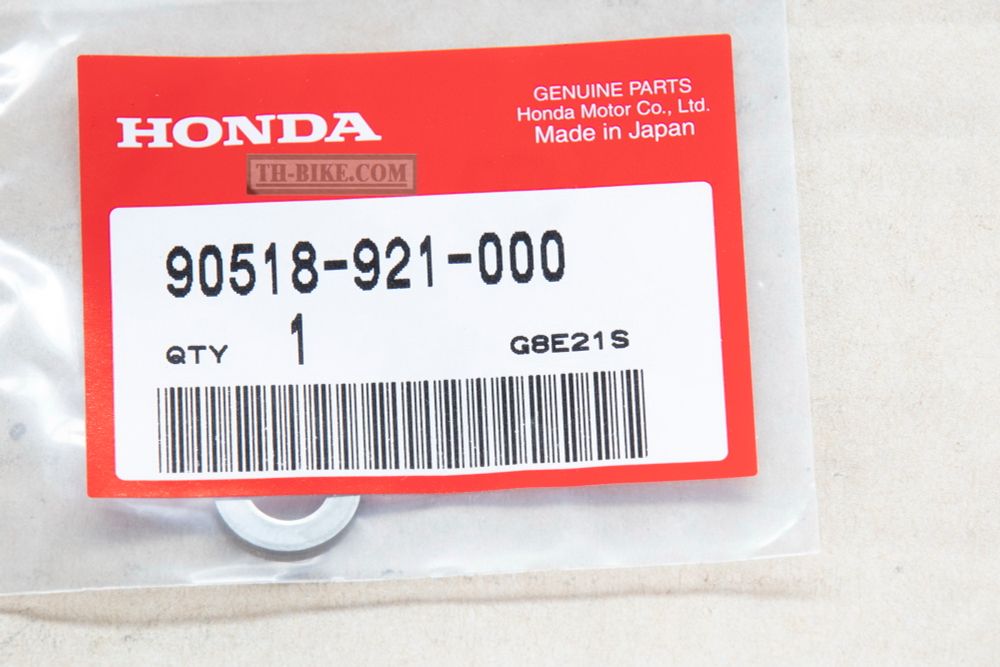 HONDA
GENUINE PARTS
Honda Motor Co., Ltd.
Made in Japan
TH-BIKE.COM
90518-921-000
QTY 1 G8E21S